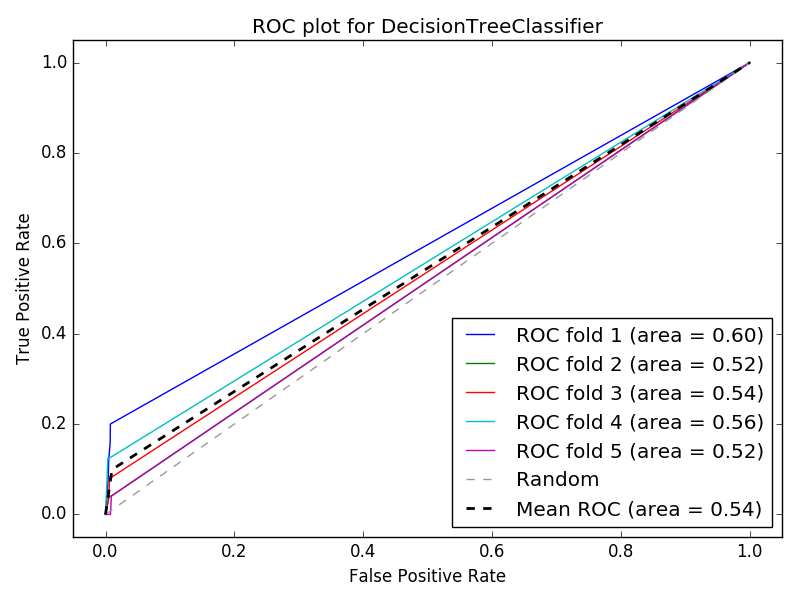 ROC plot for DecisionTreeClassifier
True Positive Rate
1.0
0.8
0.6
0.4
0.2
0.0
ROC fold 1 (area = 0.60)
ROC fold 2 (area = 0.52)
ROC fold 3 (area = 0.54)
ROC fold 4 (area = 0.56)
ROC fold 5 (area = 0.52)
Random
Mean ROC (area = 0.54)
0.0 0.2 0.4 0.6 0.8 1.0
False Positive Rate